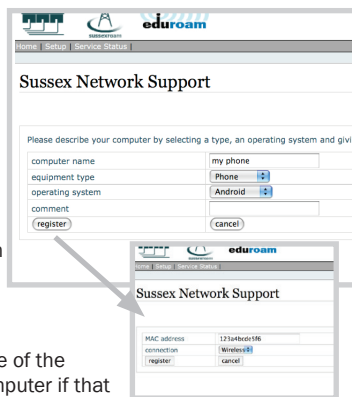 sussexroam
eduroam
Home | Setup | Service Status |
Sussex Network Support
Please describe your computer by selecting a type, an operating system and givi
computer name my phone
equipment type Phone
operating system Android
comment
register cancel
eduroam
Home | Setup | Service Status |
Sussex Network Support
MAC address 123a4bcde5f6
connection Wireless
register cancel
e of the
mputer if that